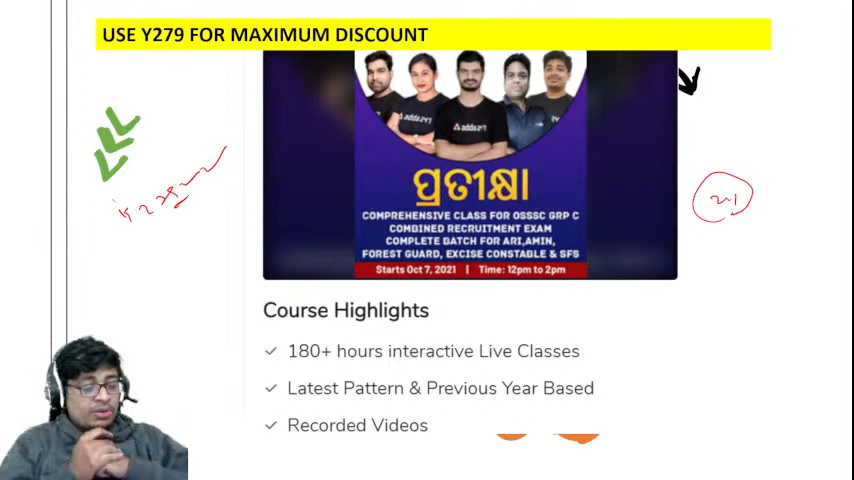 USE Y279 FOR MAXIMUM DISCOUNT
adda247
adda247
ପ୍ରତୀକ୍ଷା
COMPREHENSIVE CLASS FOR OSSSC GRP C
COMBINED RECRUITMENT EXAM
COMPLETE BATCH FOR ARI,AMIN,
FOREST GUARD, EXCISE CONSTABLE & SFS
Starts Oct 7, 2021 | Time: 12pm to 2pm
Course Highlights
180+ hours interactive Live Classes
Latest Pattern & Previous Year Based
Recorded Videos